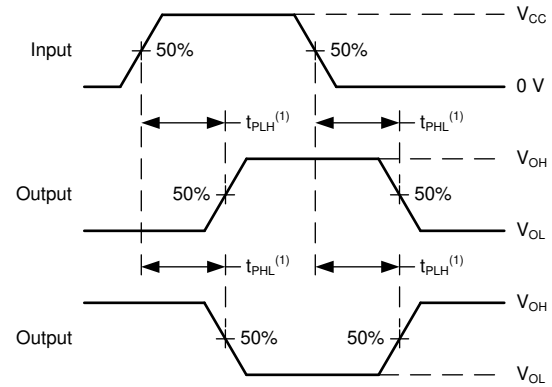 V_CC
Input
50%
50%
0 V
t_PLH^(1)
t_PHL^(1)
V_OH
Output
50%
50%
V_OL
t_PHL^(1)
t_PLH^(1)
V_OH
Output
50%
50%
V_OL